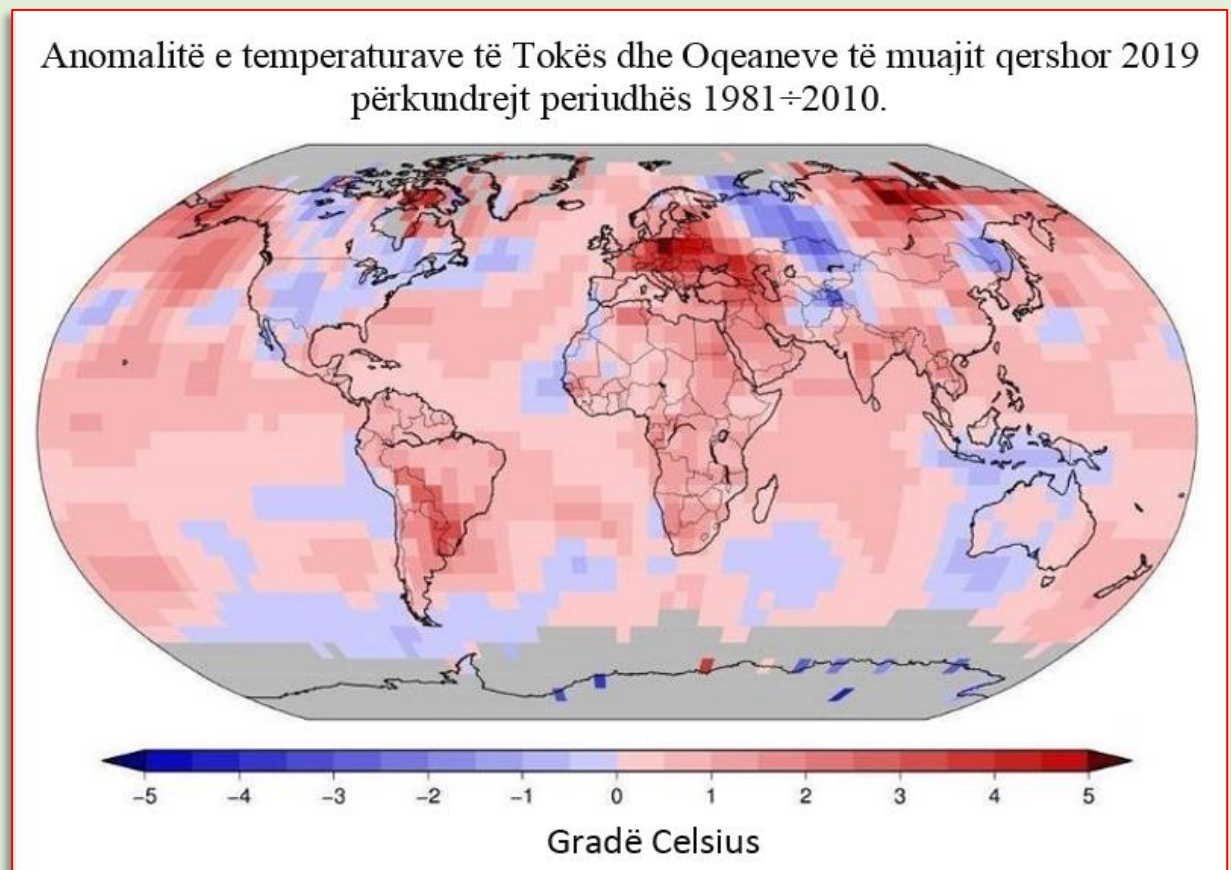 Anomalitë e temperaturave të Tokës dhe Oqeaneve të muajit qershor 2019
përkundrejt periudhës 1981÷2010.
−5 −4 −3 −2 −1 0 1 2 3 4 5
Gradë Celsius